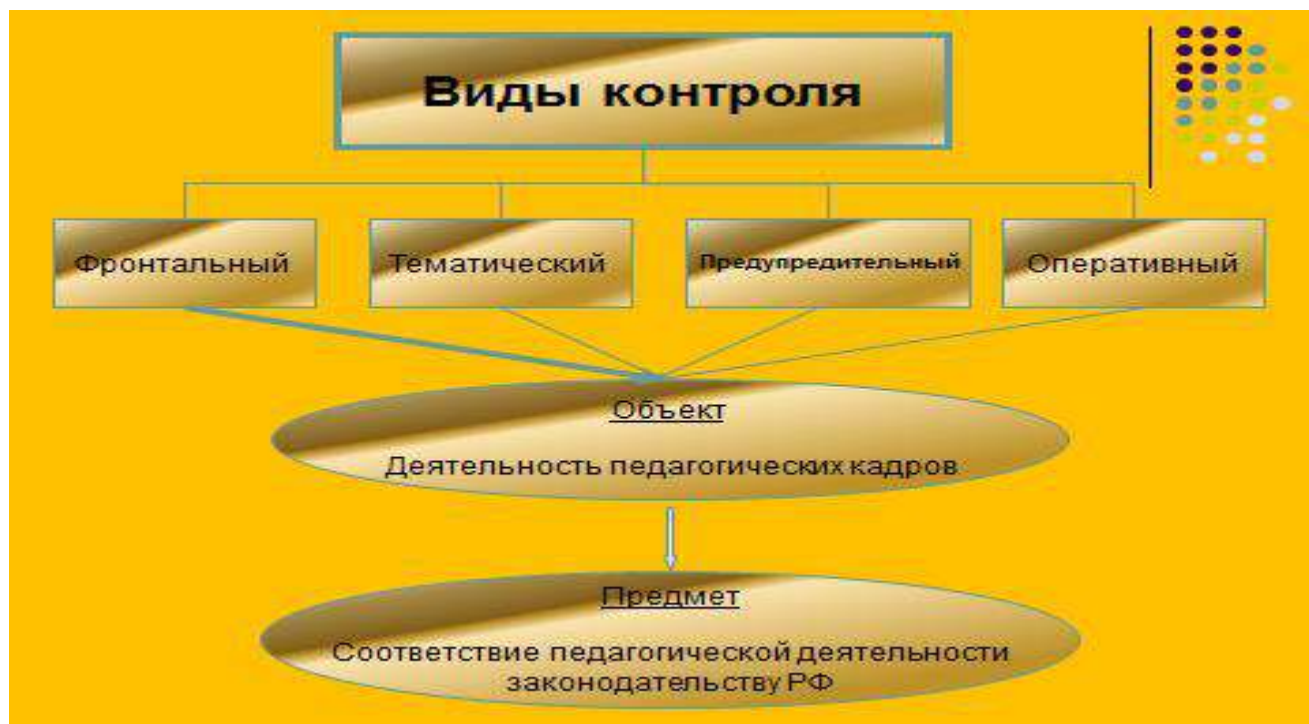 Виды контроля
Фронтальный
Тематический
Предупредительный
Оперативный
Объект
Деятельность педагогических кадров
Предмет
Соответствие педагогической деятельности
законодательству РФ